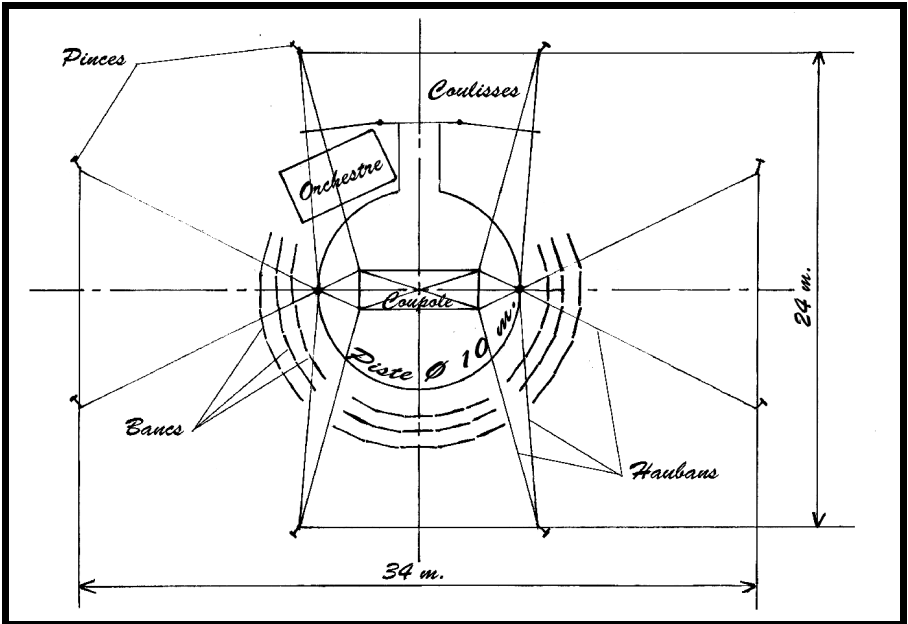 Pinces
Coulisses
Orchestre
Coupole
24 m.
Piste Ø 10 m.
Bancs
Haubans
34 m.